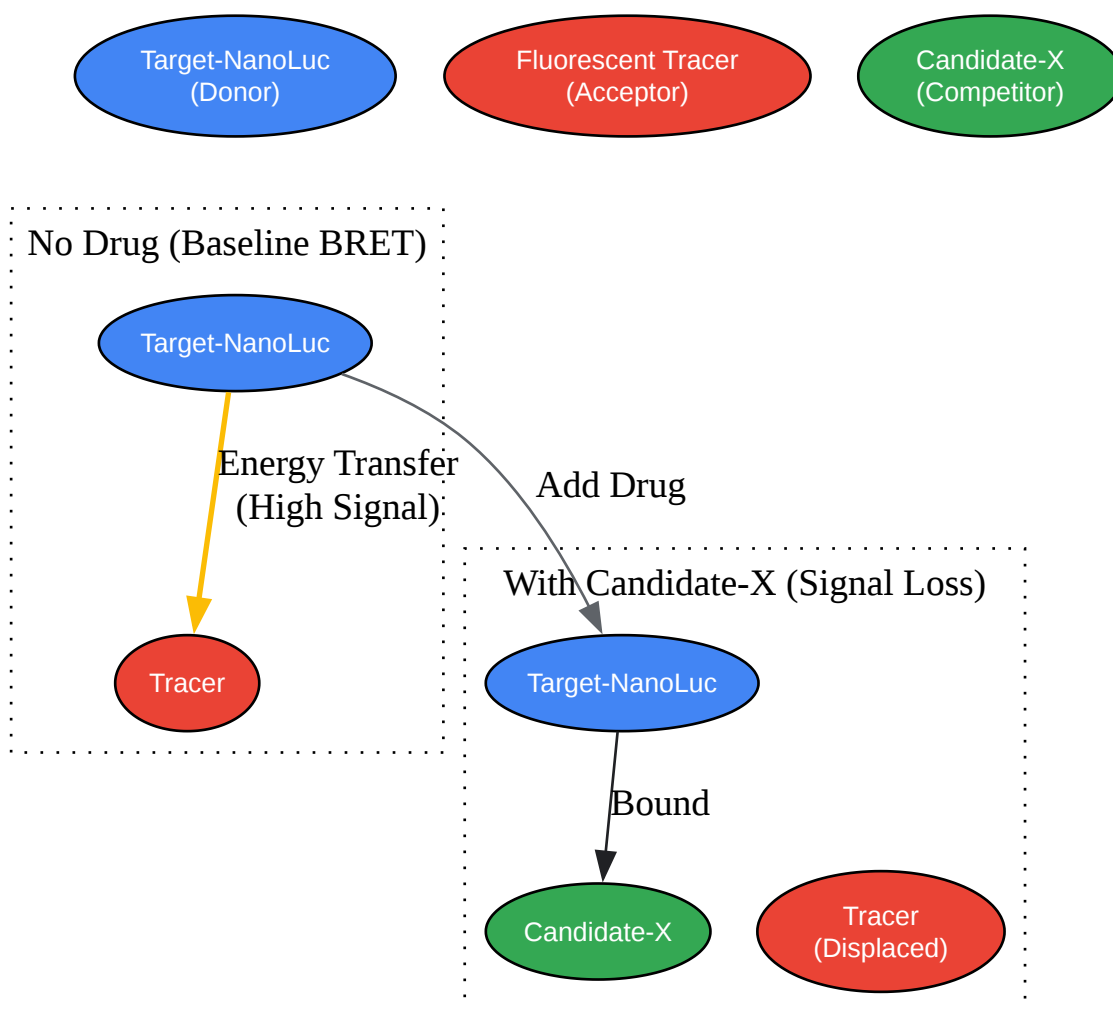 Target-NanoLuc
(Donor)
Fluorescent Tracer
(Acceptor)
Candidate-X
(Competitor)
No Drug (Baseline BRET)
Target-NanoLuc
Energy Transfer
(High Signal)
Add Drug
With Candidate-X (Signal Loss)
Tracer
Target-NanoLuc
Bound
Candidate-X
Tracer
(Displaced)